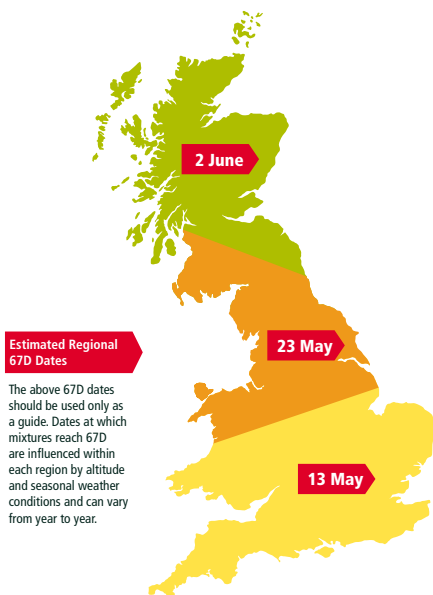 2 June
23 May
Estimated Regional
67D Dates
The above 67D dates
should be used only as
a guide. Dates at which
mixtures reach 67D
are influenced within
each region by altitude
and seasonal weather
conditions and can vary
from year to year.
13 May